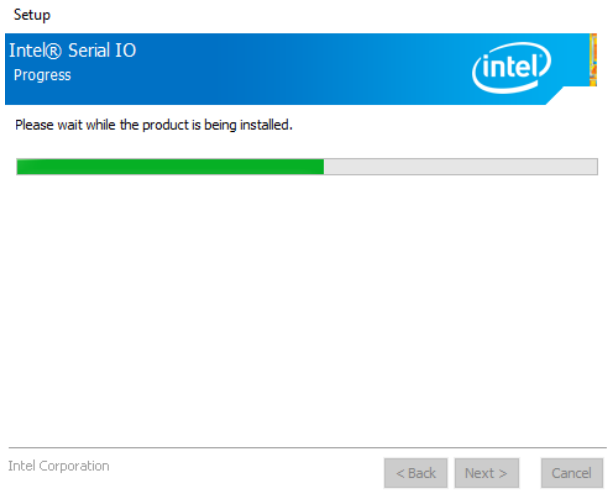 Setup
Intel® Serial IO
Progress
intel
Please wait while the product is being installed.
Intel Corporation
< Back Next > Cancel